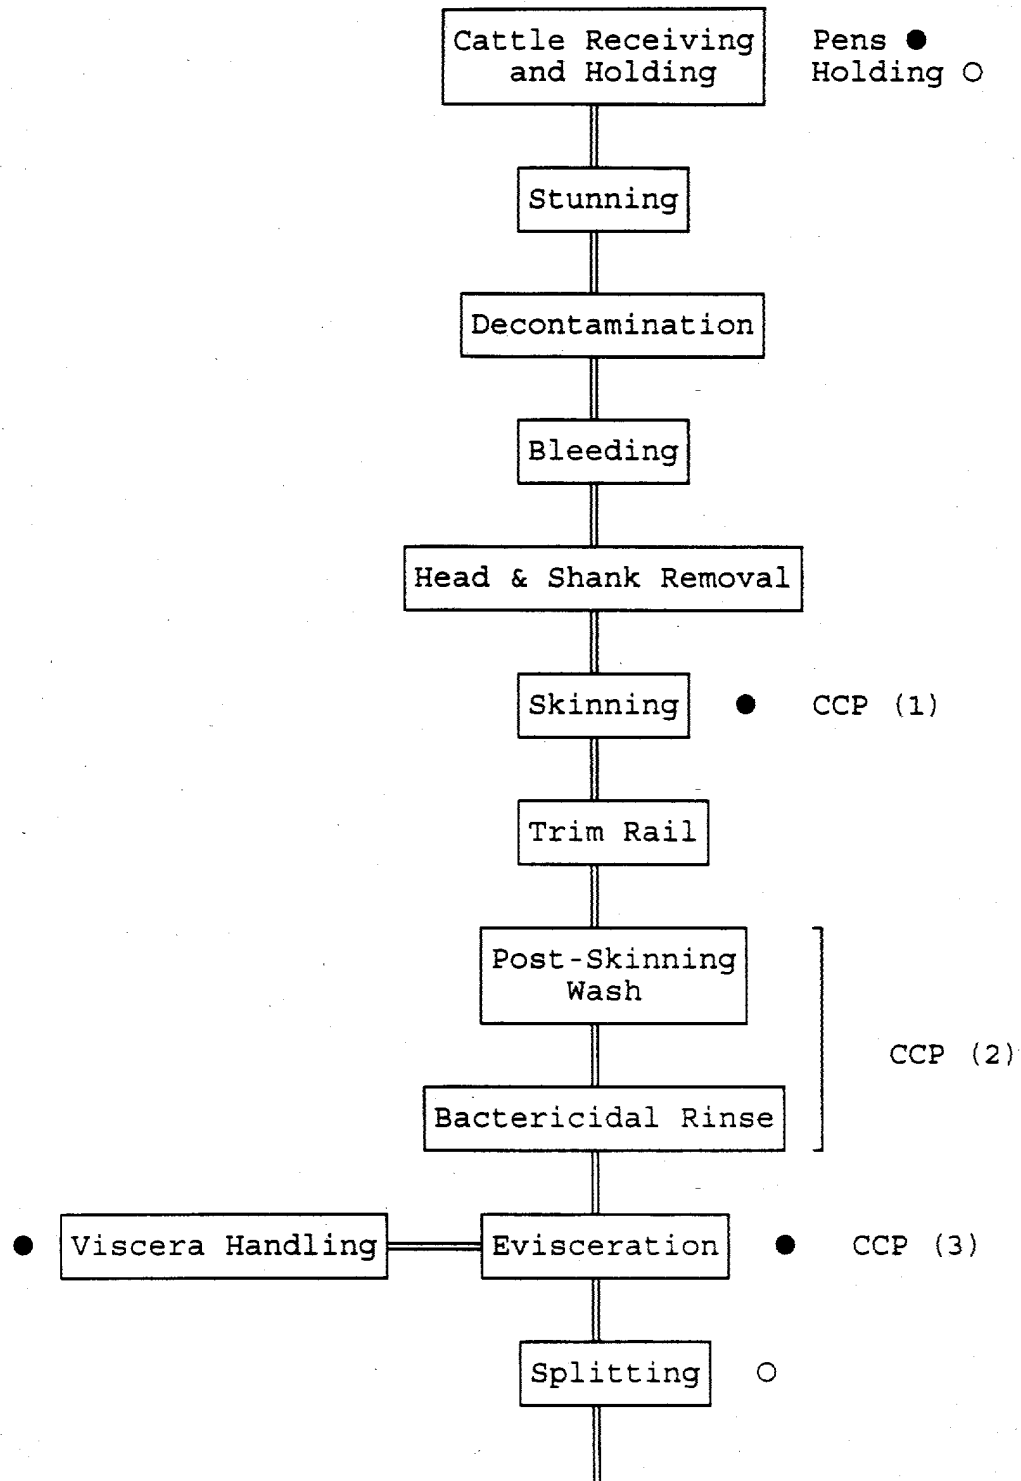 Cattle Receiving
and Holding
Pens ●
Holding ○
Stunning
Decontamination
Bleeding
Head & Shank Removal
Skinning
● CCP (1)
Trim Rail
Post-Skinning
Wash
CCP (2)
Bactericidal Rinse
● Viscera Handling
Evisceration
● CCP (3)
Splitting ○